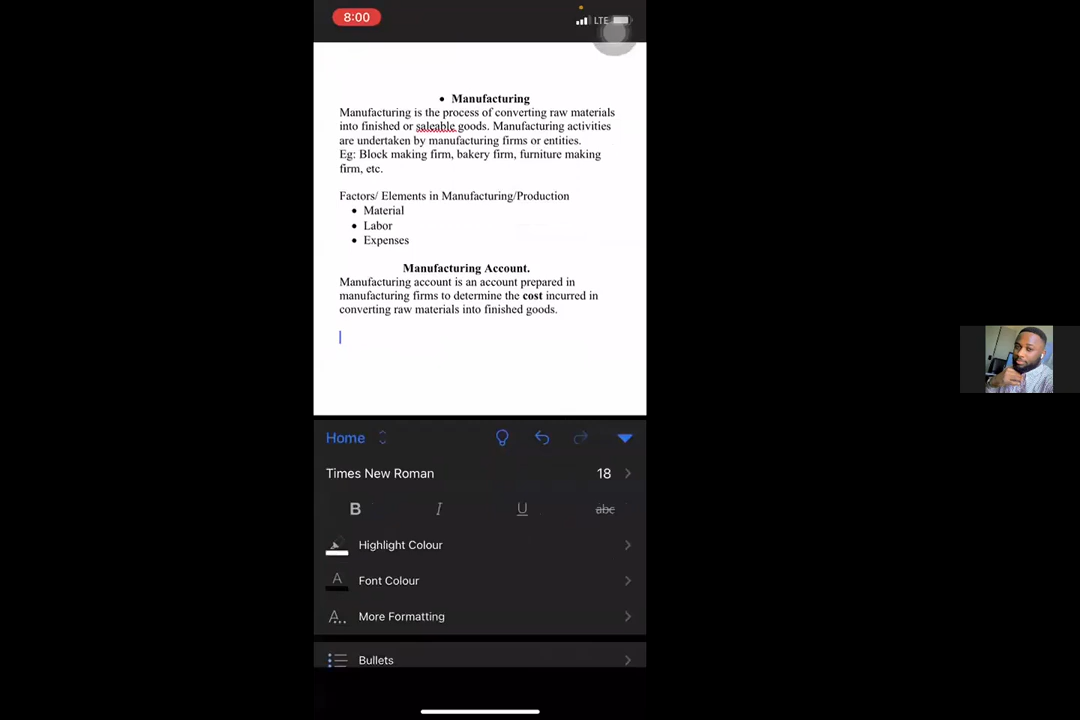 8:00
LTE
• Manufacturing
Manufacturing is the process of converting raw materials
into finished or saleable goods. Manufacturing activities
are undertaken by manufacturing firms or entities.
Eg: Block making firm, bakery firm, furniture making
firm, etc.
Factors/ Elements in Manufacturing/Production
• Material
• Labor
• Expenses
Manufacturing Account.
Manufacturing account is an account prepared in
manufacturing firms to determine the cost incurred in
converting raw materials into finished goods.
Home
Times New Roman 18
B I U abc
Highlight Colour
A Font Colour
A... More Formatting
Bullets